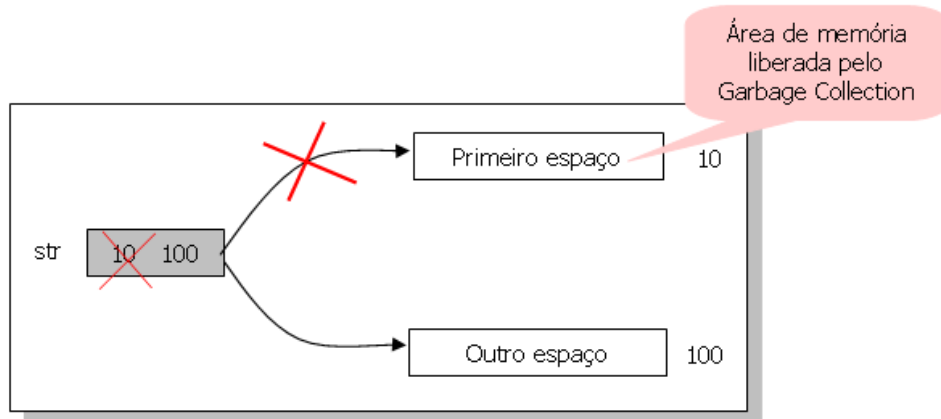 Área de memória
liberada pelo
Garbage Collection
Primeiro espaço 10
str 10 100
Outro espaço 100